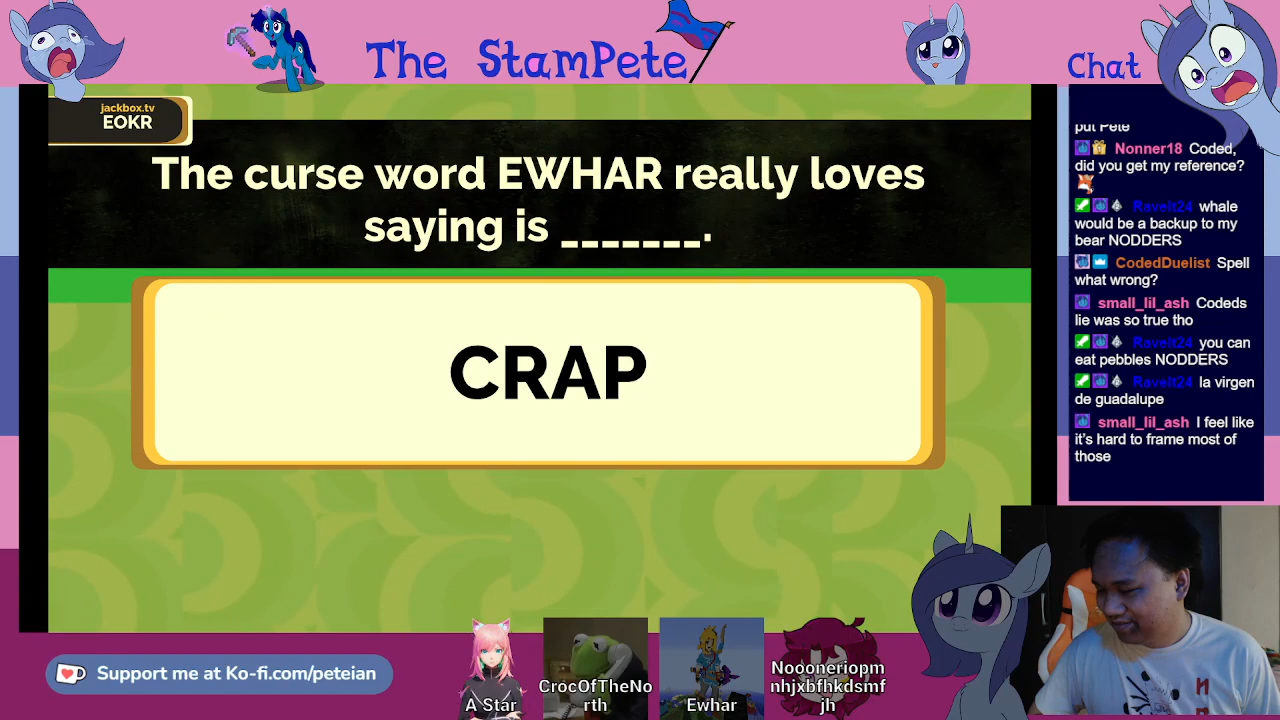 The StamPete
Chat
jackbox.tv
EOKR
The curse word EWHAR really loves
saying is _______.
CRAP
put Pete
Nonner18 Coded,
did you get my reference?
RaveIt24 whale
would be a backup to my
bear NODDERS
CodedDuelist Spell
what wrong?
small_lil_ash Codeds
lie was so true tho
RaveIt24 you can
eat pebbles NODDERS
RaveIt24 la virgen
de guadalupe
small_lil_ash I feel like
it's hard to frame most of
those
Support me at Ko-fi.com/peteian
A Star
CrocOfTheNo
rth
Ewhar
Noooneriopm
nhjxbfhkdsmf
jh